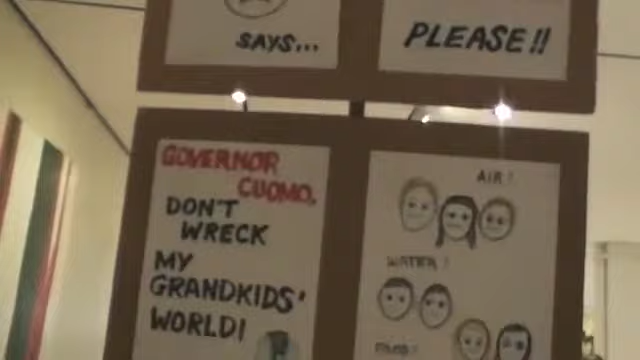 SAYS...
PLEASE!!
GOVERNOR
CUOMO,
DON'T
WRECK
MY
GRANDKIDS'
WORLD!
AIR!
WATER!